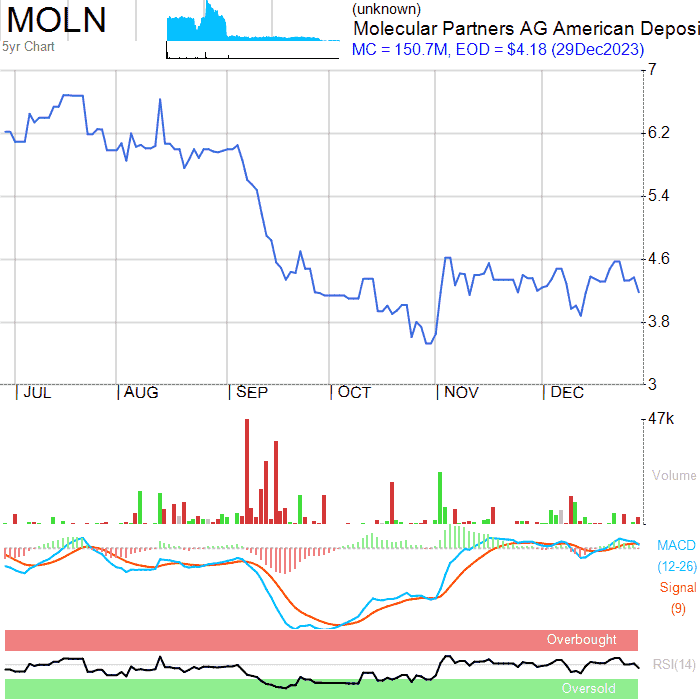 MOLN
5yr Chart
(unknown)
Molecular Partners AG American Deposi
MC = 150.7M, EOD = $4.18 (29Dec2023)
7
6.2
5.4
4.6
3.8
3
| JUL | AUG | SEP | OCT | NOV | DEC
47k
Volume
MACD
(12-26)
Signal
(9)
Overbought
RSI(14)
Oversold